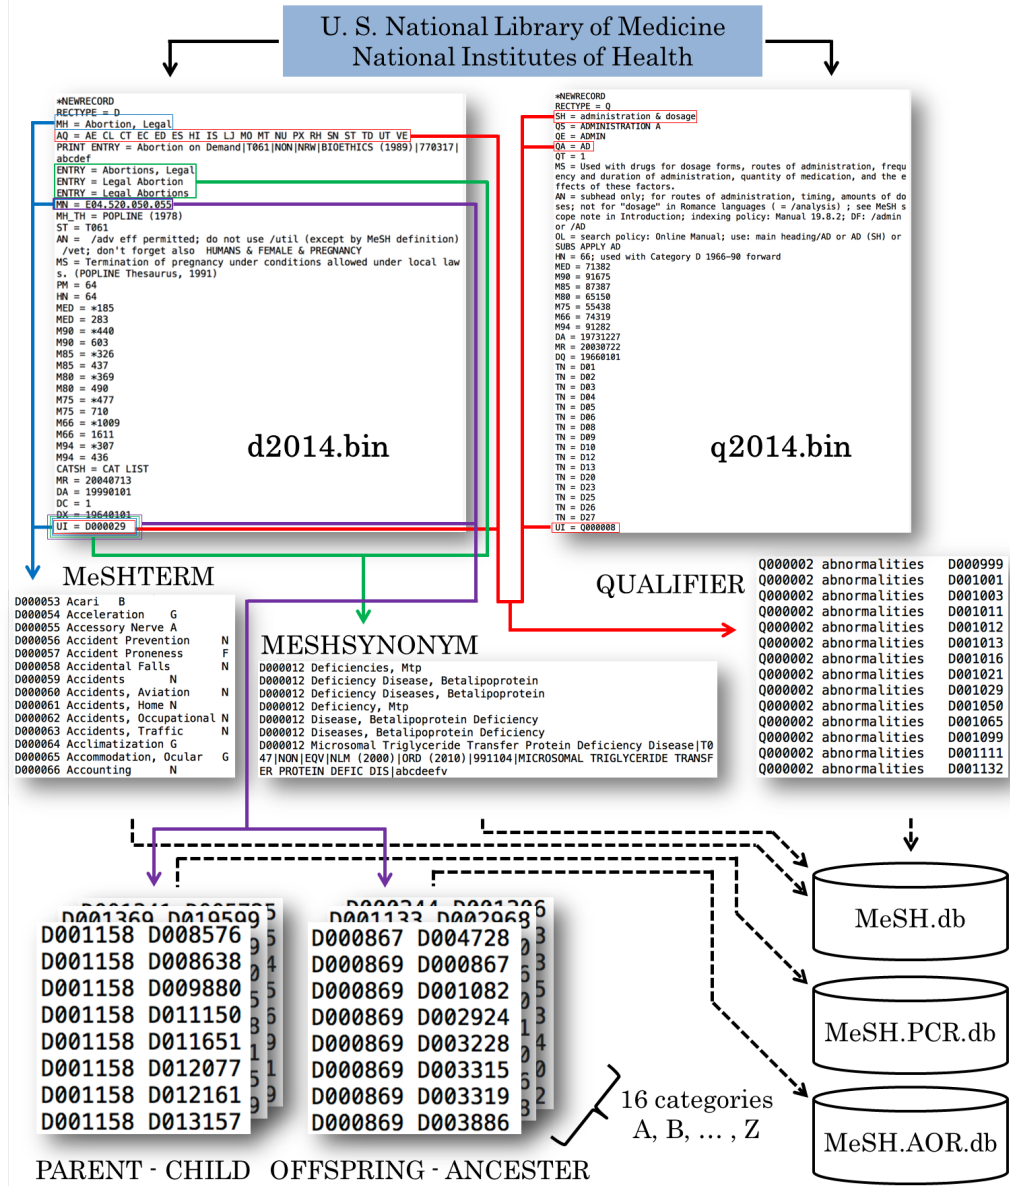 U. S. National Library of Medicine
National Institutes of Health
*NEWRECORD
RECTYPE = D
MH = Abortion, Legal
AQ = AE CL CT EC ED ES HI IS LJ MO MT NU PX RH SN ST TD UT VE
PRINT ENTRY = Abortion on Demand|T061|NON|NRW|BIOETHICS (1989)|770317|
abcdef
ENTRY = Abortions, Legal
ENTRY = Legal Abortion
ENTRY = Legal Abortions
MN = E04.520.050.055
MH_TH = POPLINE (1978)
ST = T061
AN =  /adv eff permitted; do not use /util (except by MeSH definition)
/vet; don't forget also  HUMANS & FEMALE & PREGNANCY
MS = Termination of pregnancy under conditions allowed under local law
s. (POPLINE Thesaurus, 1991)
PM = 64
HN = 64
MED = *185
MED = 283
M90 = *440
M90 = 603
M85 = *326
M85 = 437
M80 = *369
M80 = 490
M75 = *477
M75 = 710
M66 = *1009
M66 = 1611
M94 = *307
M94 = 436
CATSH = CAT LIST
MR = 20040713
DA = 19990101
DC = 1
DX = 19640101
UI = D000029
d2014.bin
*NEWRECORD
RECTYPE = Q
SH = administration & dosage
QS = ADMINISTRATION A
QE = ADMIN
QA = AD
QT = 1
MS = Used with drugs for dosage forms, routes of administration, frequ
ency and duration of administration, quantity of medication, and the e
ffects of these factors.
AN = subhead only; for routes of administration, timing, amounts of do
ses; not for "dosage" in Romance languages ( = /analysis) ; see MeSH s
cope note in Introduction; indexing policy: Manual 19.8.2; DF: /admin
or /AD
OL = search policy: Online Manual; use: main heading/AD or AD (SH) or
SUBS APPLY AD
HN = 66; used with Category D 1966-90 forward
MED = 71382
M90 = 91675
M85 = 87387
M80 = 65150
M75 = 55438
M66 = 74319
M94 = 91282
DA = 19731227
MR = 20030722
DQ = 19660101
TN = D01
TN = D02
TN = D03
TN = D04
TN = D05
TN = D06
TN = D08
TN = D09
TN = D10
TN = D12
TN = D13
TN = D20
TN = D23
TN = D25
TN = D26
TN = D27
UI = Q000008
q2014.bin
MeSHTERM
D000053 Acari   B
D000054 Acceleration    G
D000055 Accessory Nerve A
D000056 Accident Prevention     N
D000057 Accident Proneness      F
D000058 Accidental Falls        N
D000059 Accidents       N
D000060 Accidents, Aviation     N
D000061 Accidents, Home N
D000062 Accidents, Occupational N
D000063 Accidents, Traffic      N
D000064 Acclimatization G
D000065 Accommodation, Ocular   G
D000066 Accounting      N
MESHSYNONYM
D000012 Deficiencies, Mtp
D000012 Deficiency Disease, Betalipoprotein
D000012 Deficiency Diseases, Betalipoprotein
D000012 Deficiency, Mtp
D000012 Disease, Betalipoprotein Deficiency
D000012 Diseases, Betalipoprotein Deficiency
D000012 Microsomal Triglyceride Transfer Protein Deficiency Disease|T0
47|NON|EQV|NLM (2000)|ORD (2010)|991104|MICROSOMAL TRIGLYCERIDE TRANSF
ER PROTEIN DEFIC DIS|abcdeefv
QUALIFIER
Q000002 abnormalities   D000999
Q000002 abnormalities   D001001
Q000002 abnormalities   D001003
Q000002 abnormalities   D001011
Q000002 abnormalities   D001012
Q000002 abnormalities   D001013
Q000002 abnormalities   D001016
Q000002 abnormalities   D001021
Q000002 abnormalities   D001029
Q000002 abnormalities   D001050
Q000002 abnormalities   D001065
Q000002 abnormalities   D001099
Q000002 abnormalities   D001111
Q000002 abnormalities   D001132
D001369 D019599
D001158 D008576
D001158 D008638
D001158 D009880
D001158 D011150
D001158 D011651
D001158 D012077
D001158 D012161
D001158 D013157
PARENT - CHILD
D001133 D002968
D000867 D004728
D000869 D000867
D000869 D001082
D000869 D002924
D000869 D003228
D000869 D003315
D000869 D003319
D000869 D003886
OFFSPRING - ANCESTER
16 categories
A, B, … , Z
MeSH.db
MeSH.PCR.db
MeSH.AOR.db